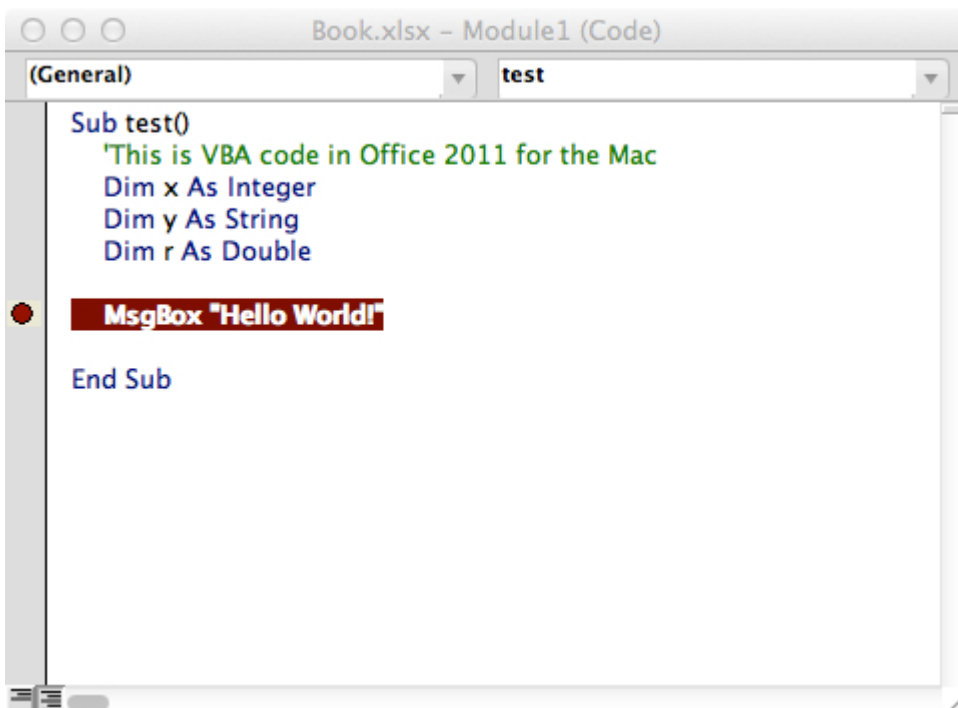 Book.xlsx – Module1 (Code)
(General)
test
Sub test()
'This is VBA code in Office 2011 for the Mac
Dim x As Integer
Dim y As String
Dim r As Double
MsgBox "Hello World!"
End Sub